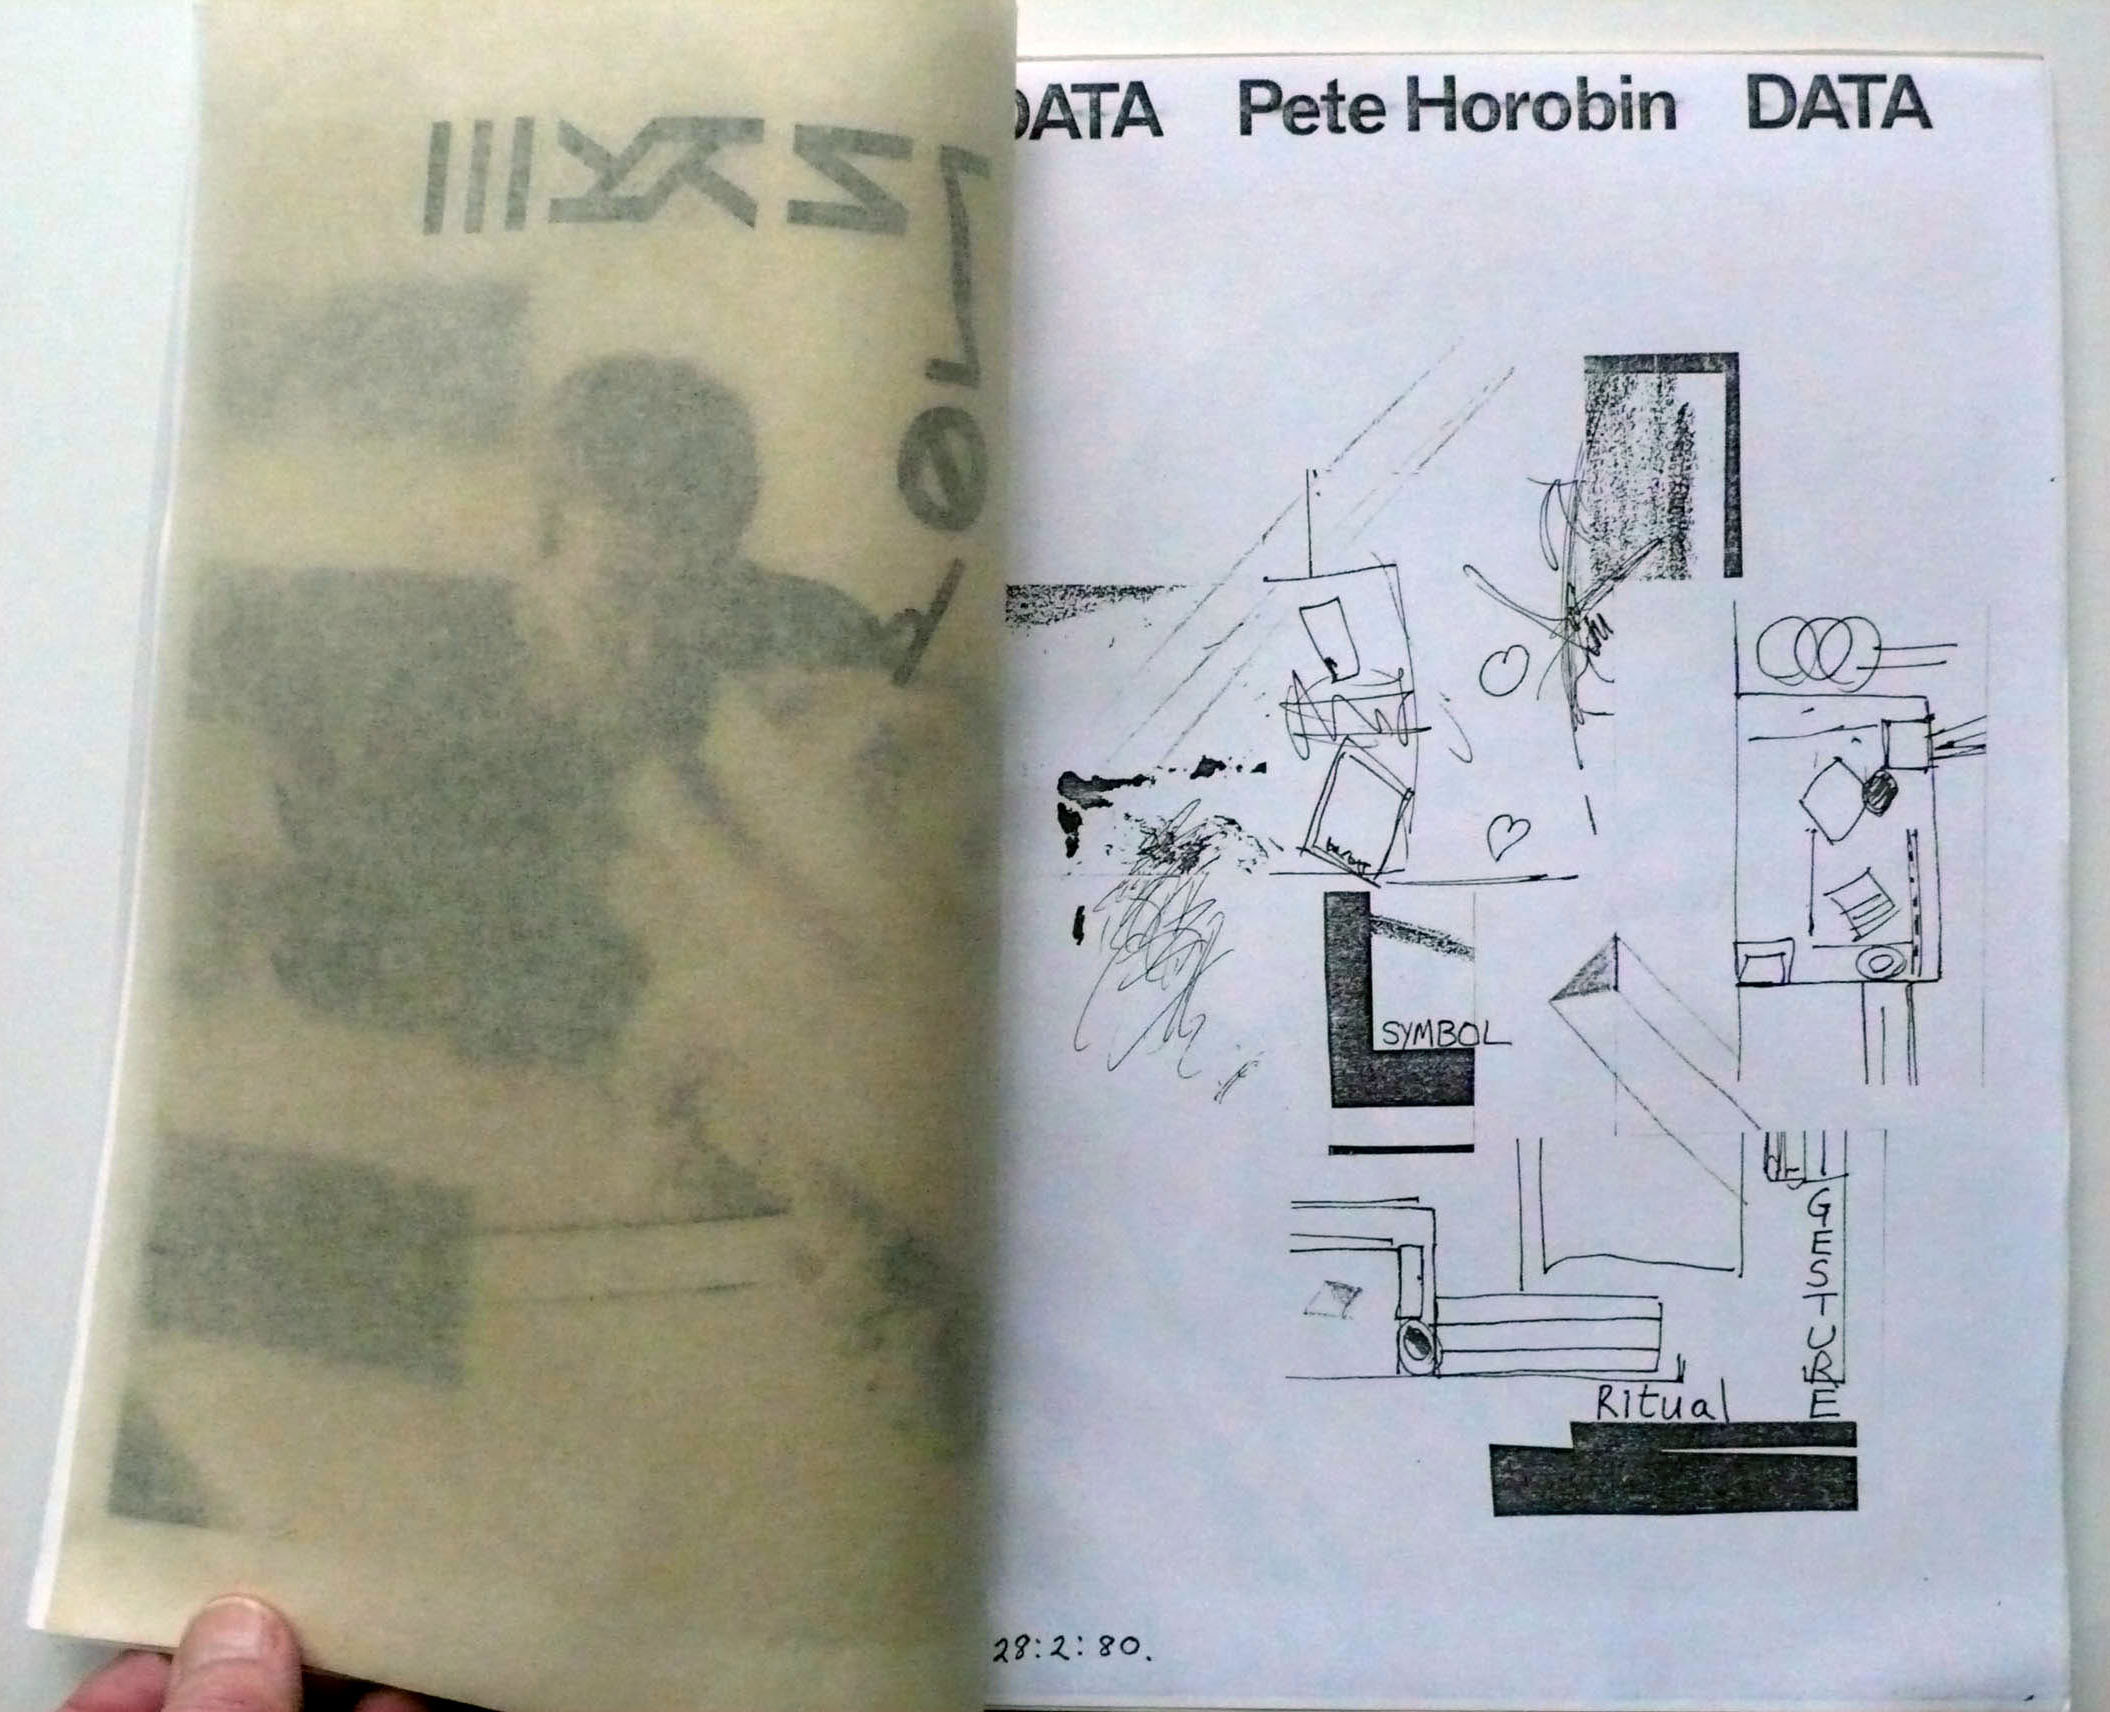 DATA Pete Horobin DATA
SYMBOL
GESTURE
Ritual
28:2:80.